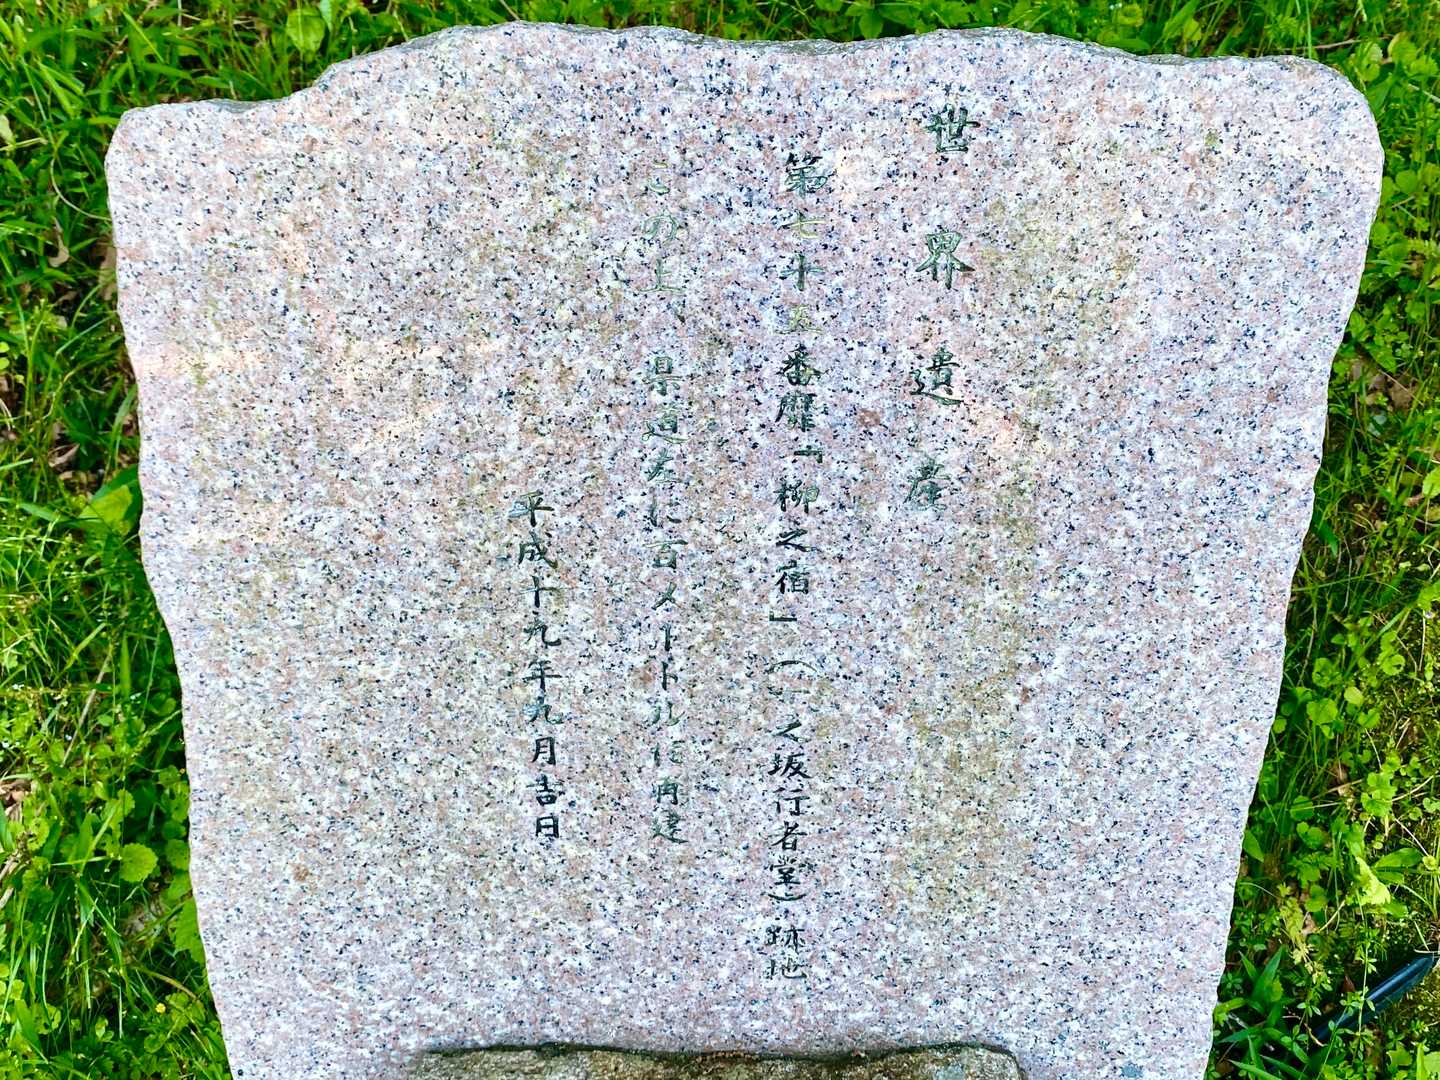 世界遺産
第七十五番靡「柳之宿」（一之坂行者堂）跡地
この上 県道左に百メートルに再建
平成十九年九月吉日